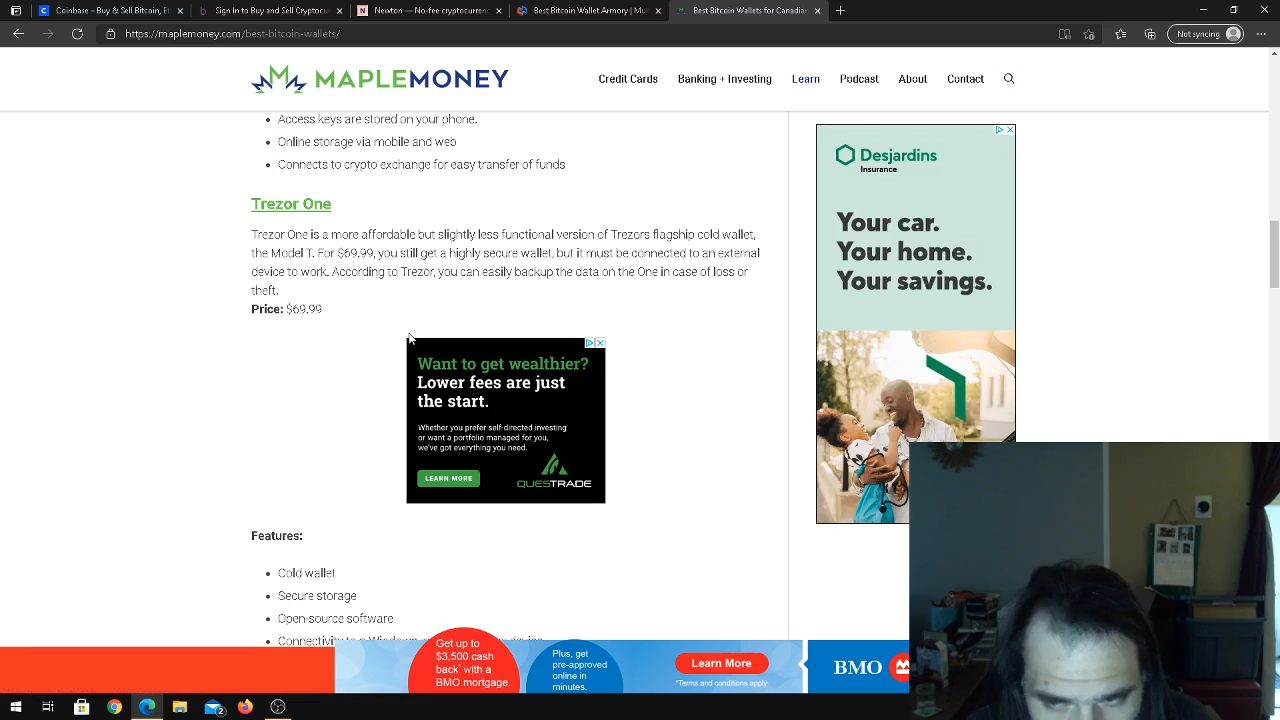 Coinbase – Buy & Sell Bitcoin, Et
Sign In to Buy and Sell Cryptocu
Newton — No-fee cryptocurrenc
Best Bitcoin Wallet Armory | Mul
Best Bitcoin Wallets for Canadian
https://maplemoney.com/best-bitcoin-wallets/
Not syncing
MAPLEMONEY
Credit Cards
Banking + Investing
Learn
Podcast
About
Contact
Access keys are stored on your phone.
Online storage via mobile and web
Connects to crypto exchange for easy transfer of funds
Trezor One
Trezor One is a more affordable but slightly less functional version of Trezors flagship cold wallet,
the Model T. For $69.99, you still get a highly secure wallet, but it must be connected to an external
device to work. According to Trezor, you can easily backup the data on the One in case of loss or
theft.
Price: $69.99
Want to get wealthier?
Lower fees are just
the start.
Whether you prefer self-directed investing
or want a portfolio managed for you,
we've got everything you need.
LEARN MORE
QUESTRADE
Features:
Cold wallet
Secure storage
Open-source software
Connectivity to
device
Desjardins
Insurance
Your car.
Your home.
Your savings.
Get up to
$3,500 cash
back* with a
BMO mortgage.
Plus, get
pre-approved
online in
minutes.
Learn More
*Terms and conditions apply
BMO
2